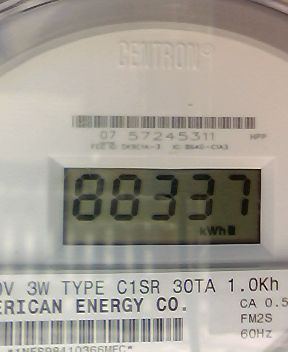 CENTRON®
07 57245311 HPP
88337
kWh
V 3W TYPE C1SR 30TA 1.0Kh
ERICAN ENERGY CO. CA 0.5
FM2S
60Hz